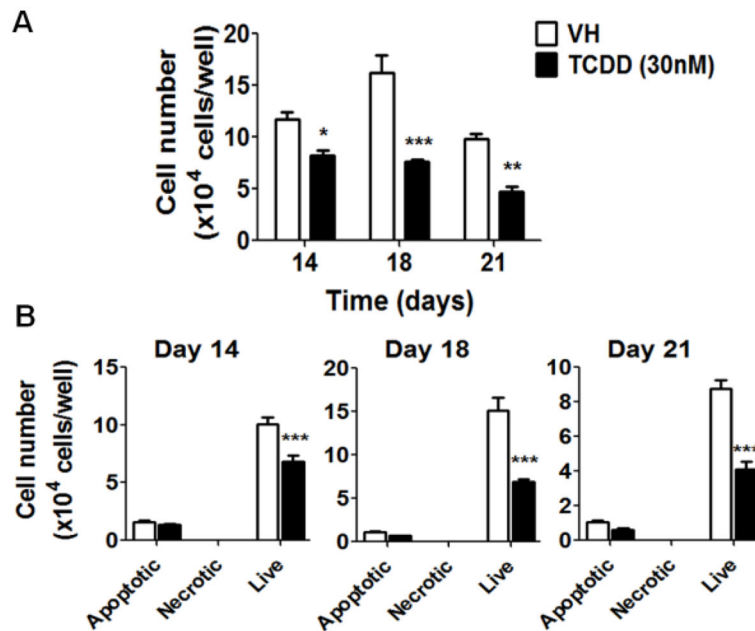 A
VH
TCDD (30nM)
Cell number
(x10⁴ cells/well)
20
15
10
5
0
*
***
**
14 18 21
Time (days)
B
Day 14 Day 18 Day 21
Cell number
(x10⁴ cells/well)
15
10
5
0
***
Apoptotic Necrotic Live
20
15
10
5
0
***
Apoptotic Necrotic Live
10
8
6
4
2
0
***
Apoptotic Necrotic Live